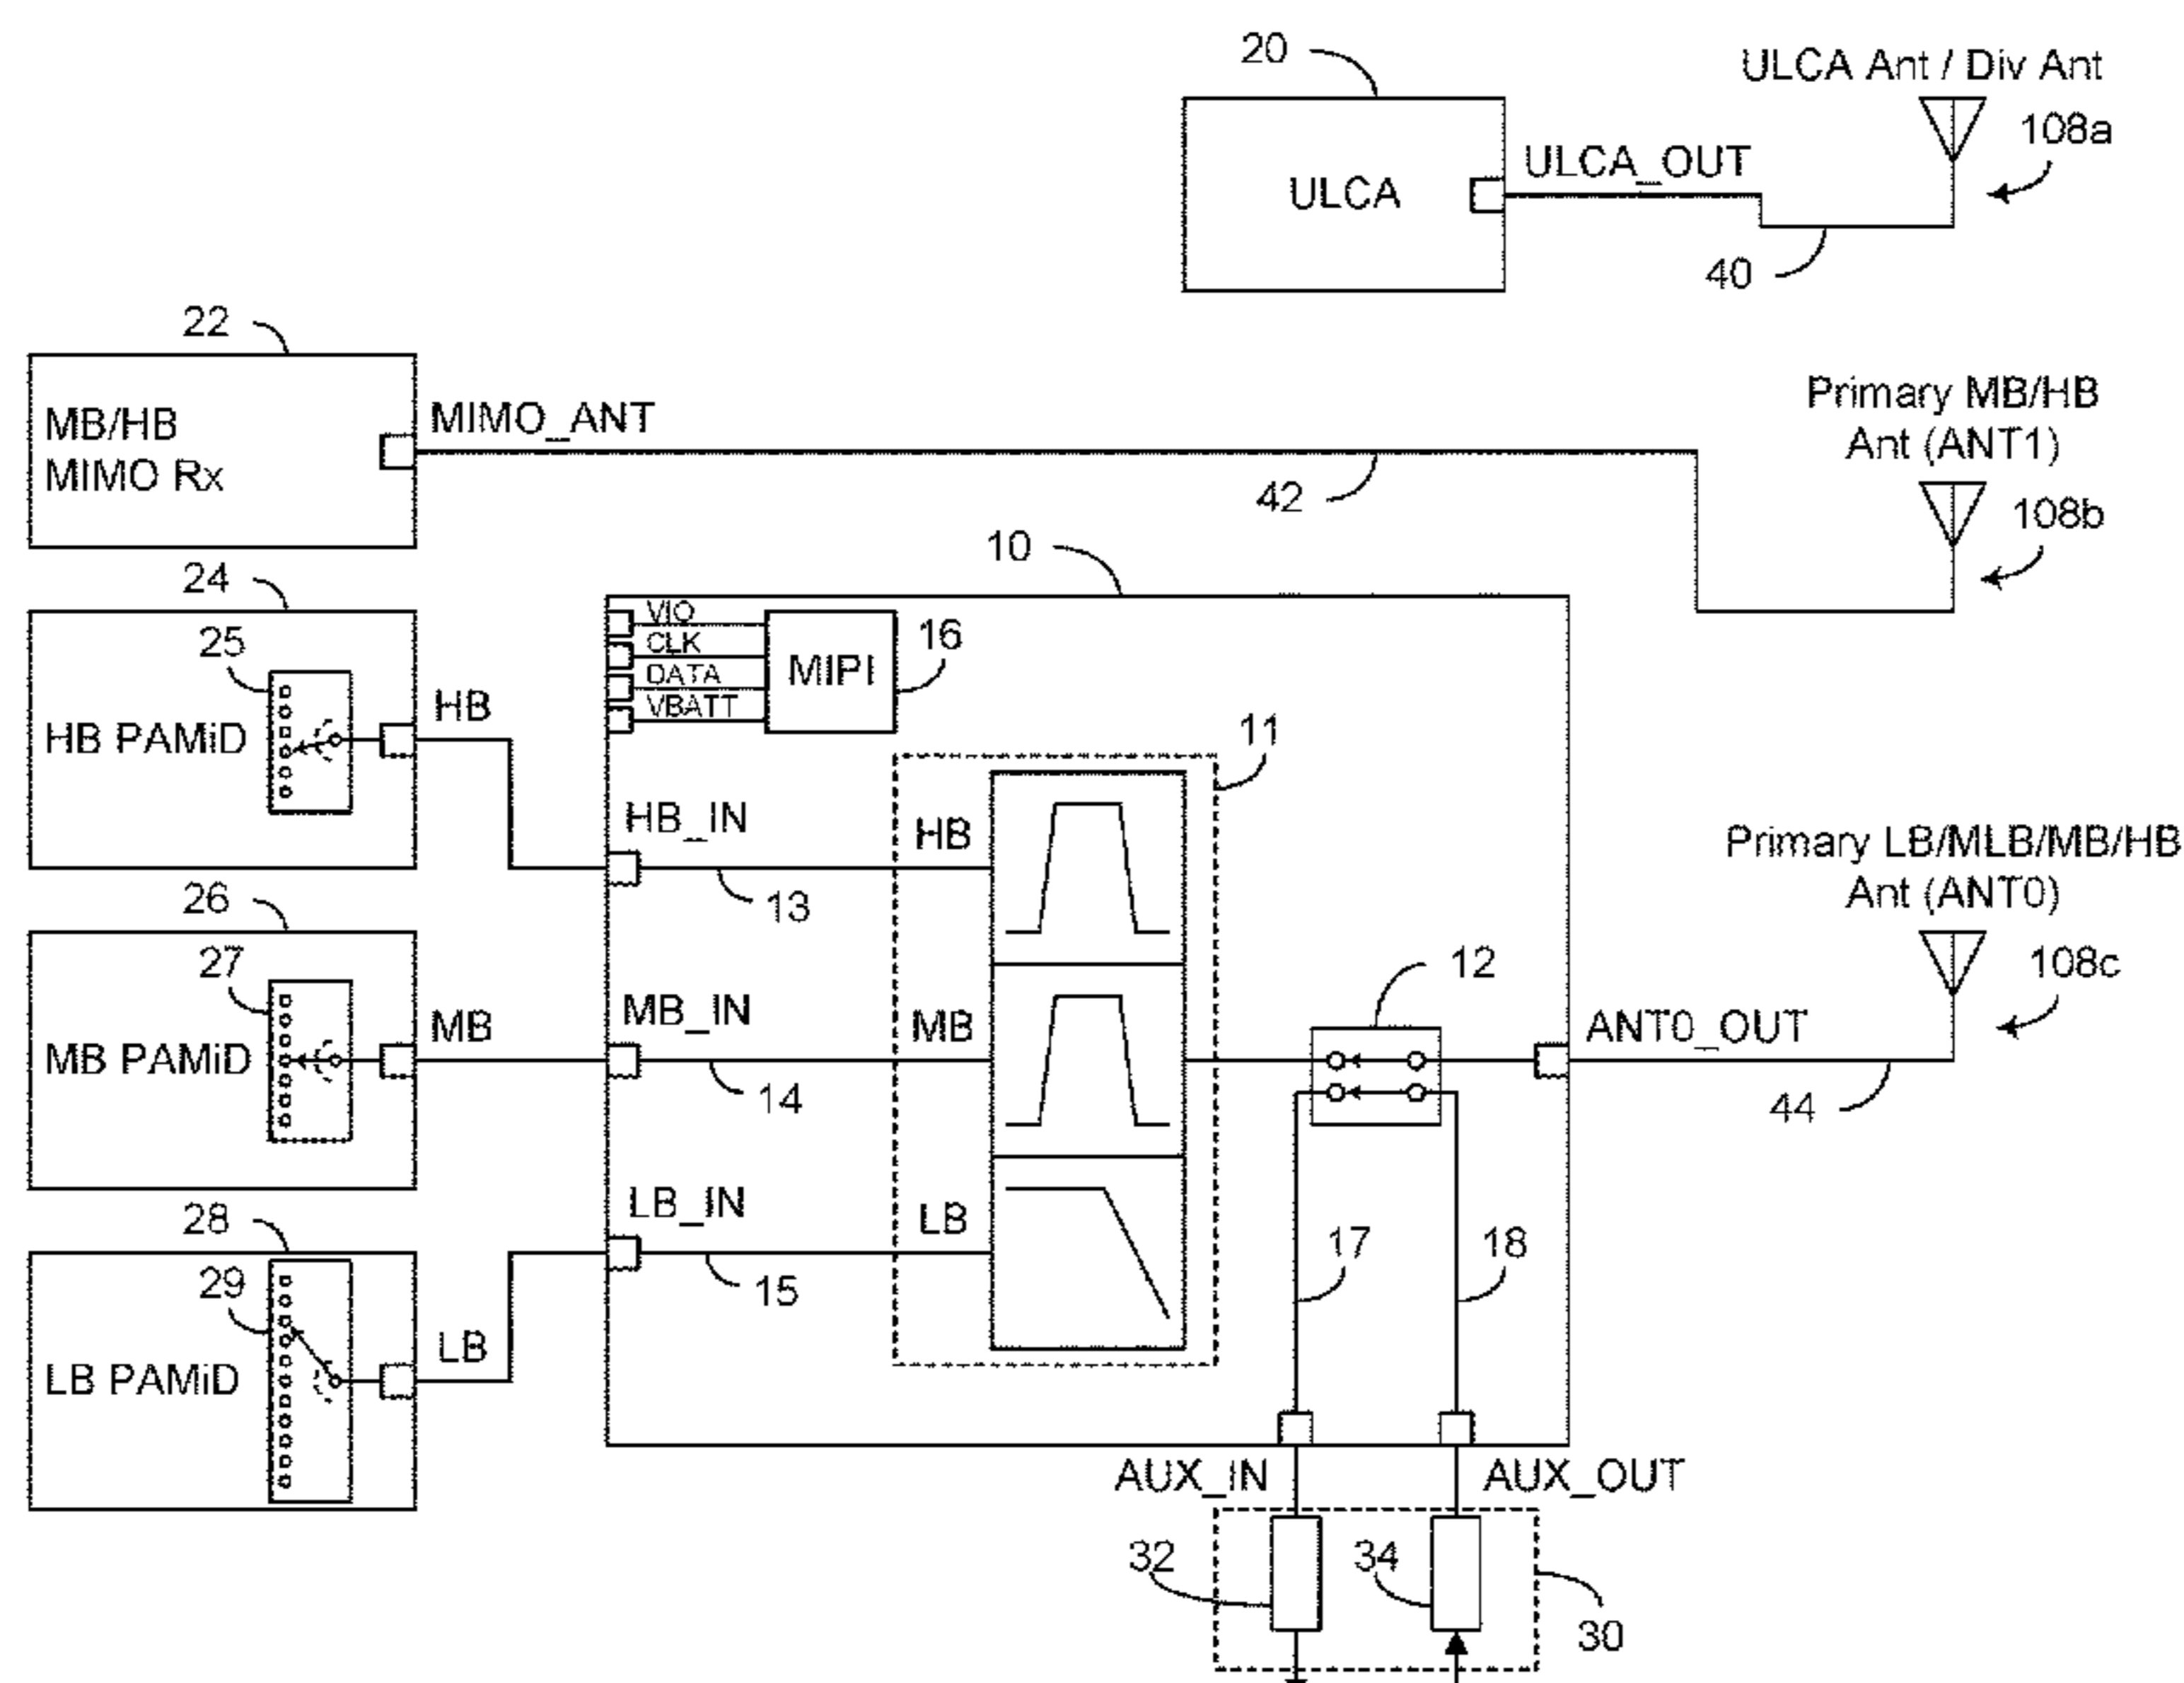 20
ULCA Ant / Div Ant
108a
ULCA
ULCA_OUT
40
22
MB/HB
MIMO Rx
MIMO_ANT
42
Primary MB/HB
Ant (ANT1)
108b
10
24
25
HB PAMiD
HB
VIO
CLK
DATA
VBATT
MIPI
16
11
HB_IN
13
HB
Primary LB/MLB/MB/HB
Ant (ANT0)
108c
26
27
MB PAMiD
MB
MB_IN
14
MB
12
ANT0_OUT
44
28
29
LB PAMiD
LB
LB_IN
15
LB
17
18
AUX_IN
AUX_OUT
32
34
30